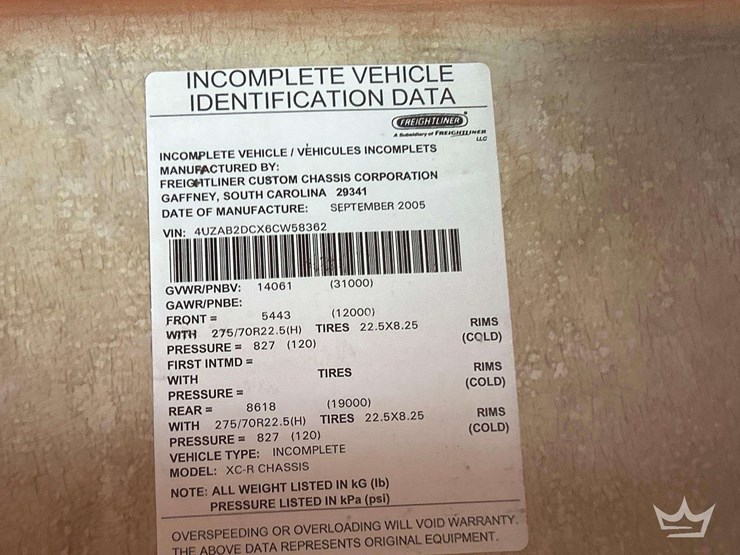 INCOMPLETE VEHICLE
IDENTIFICATION DATA
FREIGHTLINER
A Subsidiary of FREIGHTLINER LLC
INCOMPLETE VEHICLE / VÉHICULES INCOMPLETS
MANUFACTURED BY:
FREIGHTLINER CUSTOM CHASSIS CORPORATION
GAFFNEY, SOUTH CAROLINA 29341
DATE OF MANUFACTURE: SEPTEMBER 2005
VIN: 4UZAB2DCX6CW58362
GVWR/PNBV: 14061 (31000)
GAWR/PNBE:
FRONT = 5443 (12000)
WITH 275/70R22.5(H) TIRES 22.5X8.25 RIMS
PRESSURE = 827 (120) (COLD)
FIRST INTMD =
WITH TIRES RIMS
PRESSURE = (COLD)
REAR = 8618 (19000)
WITH 275/70R22.5(H) TIRES 22.5X8.25 RIMS
PRESSURE = 827 (120) (COLD)
VEHICLE TYPE: INCOMPLETE
MODEL: XC-R CHASSIS
NOTE: ALL WEIGHT LISTED IN kG (lb)
PRESSURE LISTED IN kPa (psi)
OVERSPEEDING OR OVERLOADING WILL VOID WARRANTY.
THE ABOVE DATA REPRESENTS ORIGINAL EQUIPMENT.